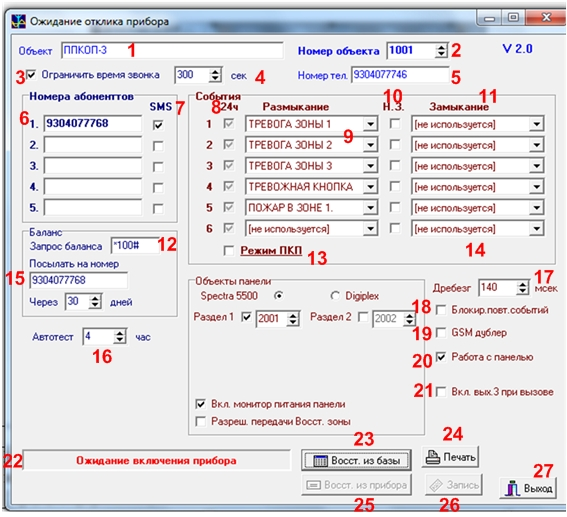 Ожидание отклика прибора
Объект ППКОП-3 1 Номер объекта 1001 2 V 2.0
3 Ограничить время звонка 300 сек 4 Номер тел. 9304077746 5
Номера абоненттов SMS 7
6 1. 9304077768
2.
3.
4.
5.
События 10 11
8 24ч Размыкание Н.З. Замыкание
1 ТРЕВОГА ЗОНЫ 1 9 [не используется]
2 ТРЕВОГА ЗОНЫ 2 [не используется]
3 ТРЕВОГА ЗОНЫ 3 [не используется]
4 ТРЕВОЖНАЯ КНОПКА [не используется]
5 ПОЖАР В ЗОНЕ 1. [не используется]
6 [не используется] [не используется]
Режим ПКП 13 14
Баланс
Запрос баланса *100# 12
Посылать на номер
15 9304077768
Через 30 дней
Автотест 4 час
16
Объекты панели
Spectra 5500 Digiplex
Раздел 1 2001 Раздел 2 2002
Вкл. монитор питания панели
Разреш. передачи Восст. зоны
17
Дребезг 140 мсек
18 Блокир.повт.событий
19 GSM дублер
20 Работа с панелью
21 Вкл. вых.3 при вызове
22 Ожидание включения прибора
23 24
Восст. из базы Печать
Восст. из прибора Запись 27 Выход
25 26